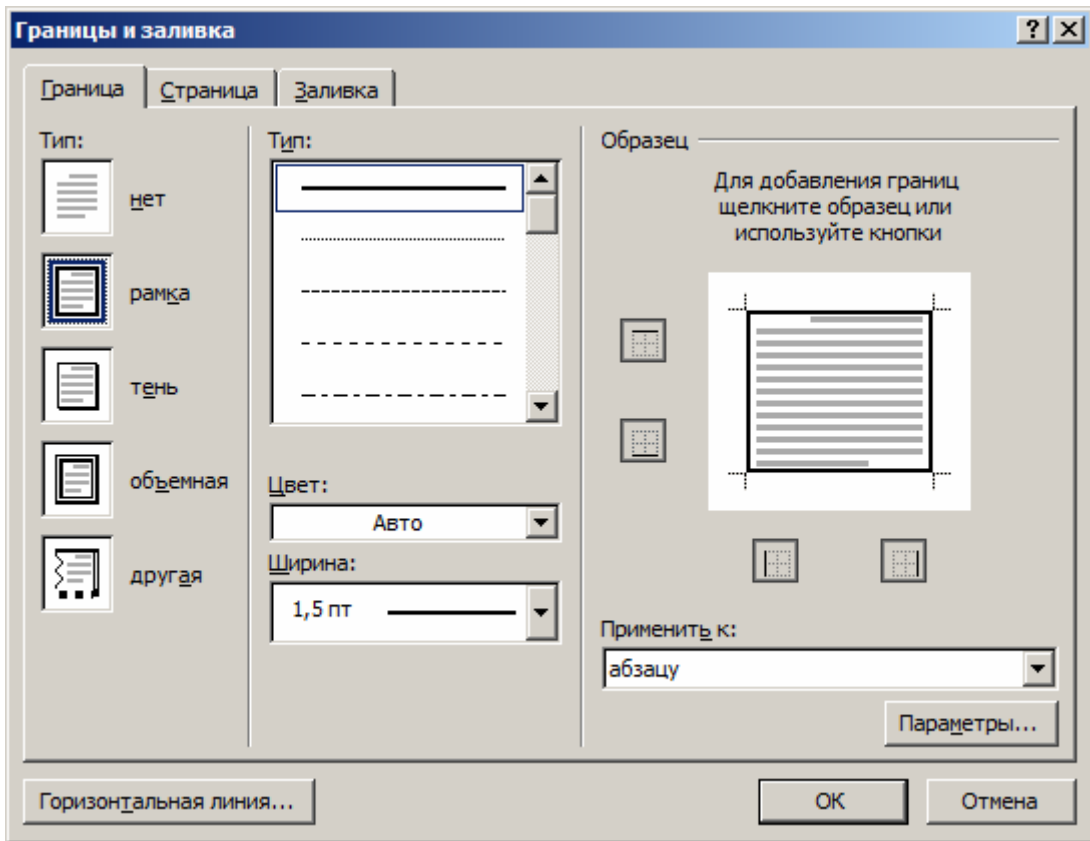 Границы и заливка
Граница
Страница
Заливка
Тип:
нет
рамка
тень
объемная
другая
Тип:
Цвет:
Авто
Ширина:
1,5 пт
Образец
Для добавления границ
щелкните образец или
используйте кнопки
Применить к:
абзацу
Параметры...
Горизонтальная линия...
ОК
Отмена